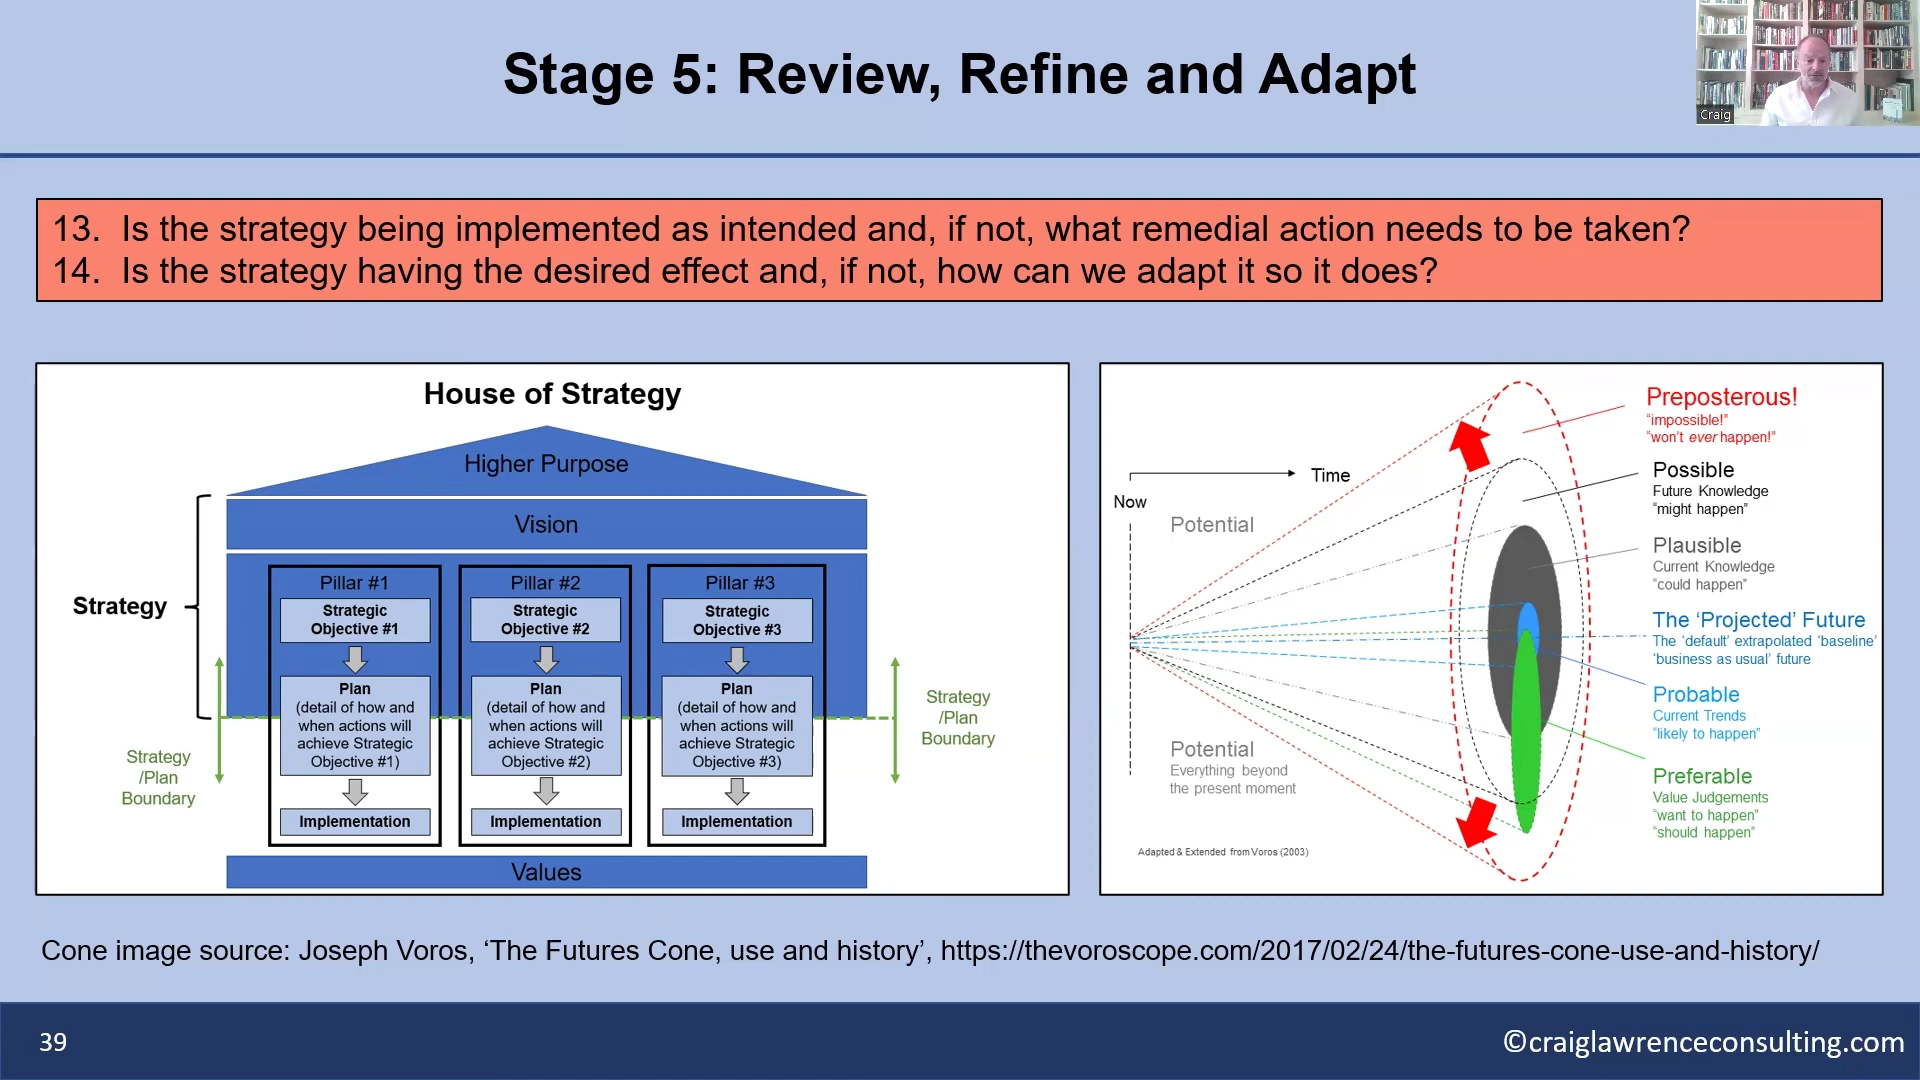 Stage 5: Review, Refine and Adapt
Craig
13. Is the strategy being implemented as intended and, if not, what remedial action needs to be taken?
14. Is the strategy having the desired effect and, if not, how can we adapt it so it does?
House of Strategy
Higher Purpose
Vision
Strategy
Pillar #1
Strategic
Objective #1
Plan
(detail of how and
when actions will
achieve Strategic
Objective #1)
Implementation
Pillar #2
Strategic
Objective #2
Plan
(detail of how and
when actions will
achieve Strategic
Objective #2)
Implementation
Pillar #3
Strategic
Objective #3
Plan
(detail of how and
when actions will
achieve Strategic
Objective #3)
Implementation
Strategy
/Plan
Boundary
Strategy
/Plan
Boundary
Values
Time
Now
Potential
Potential
Everything beyond
the present moment
Adapted & Extended from Voros (2003)
Preposterous!
“impossible!”
“won’t ever happen!”
Possible
Future Knowledge
“might happen”
Plausible
Current Knowledge
“could happen”
The ‘Projected’ Future
The ‘default’ extrapolated ‘baseline’
‘business as usual’ future
Probable
Current Trends
“likely to happen”
Preferable
Value Judgements
“want to happen”
“should happen”
Cone image source: Joseph Voros, ‘The Futures Cone, use and history’, https://thevoroscope.com/2017/02/24/the-futures-cone-use-and-history/
39
©craiglawrenceconsulting.com